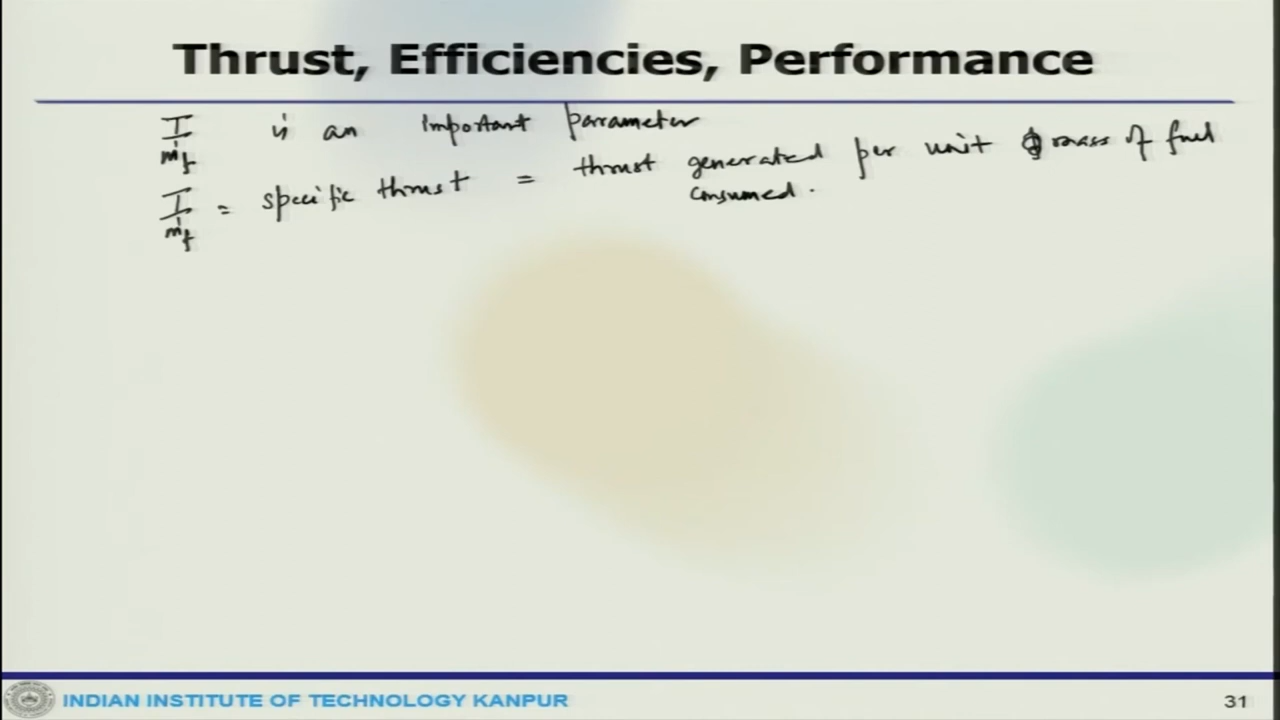 Thrust, Efficiencies, Performance
I/ṁf is an important parameter
I/ṁf = specific thrust = thrust generated per unit mass of fuel
consumed.
INDIAN INSTITUTE OF TECHNOLOGY KANPUR
31